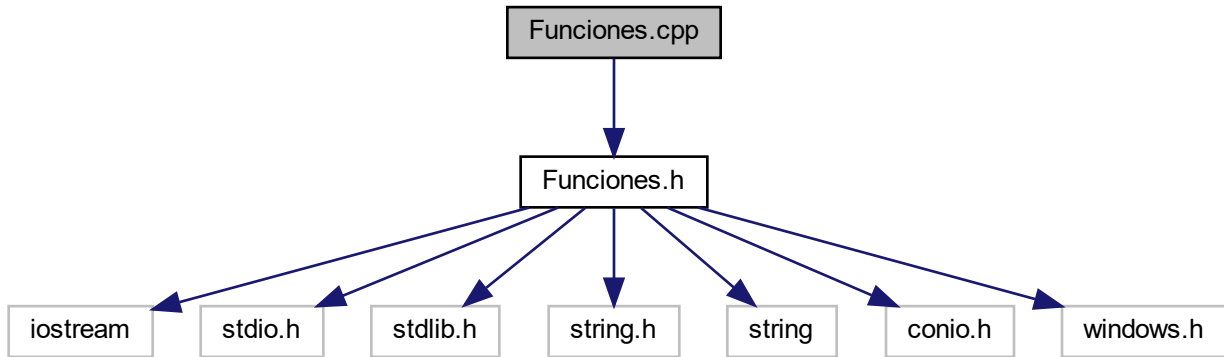 Funciones.cpp
Funciones.h
iostream
stdio.h
stdlib.h
string.h
string
conio.h
windows.h